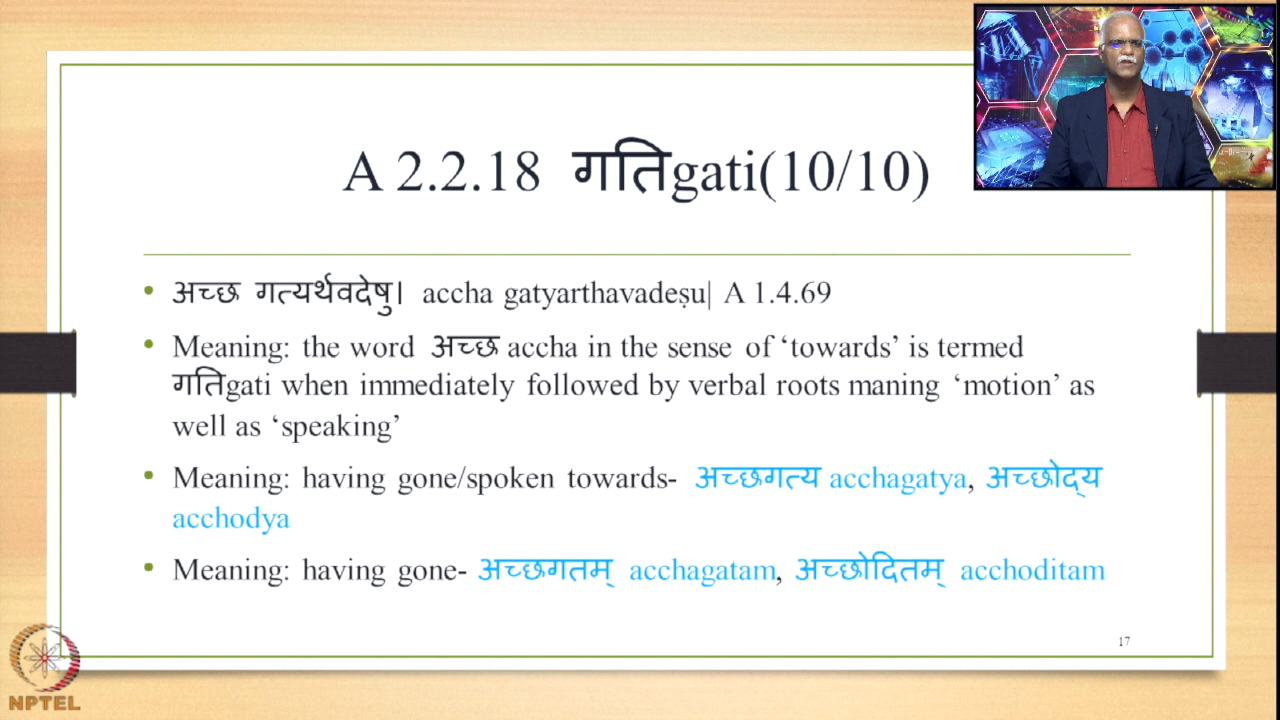 A 2.2.18 गतिgati(10/10)
अच्छ गत्यर्थवदेषु। accha gatyarthavadeṣu| A 1.4.69
Meaning: the word अच्छ accha in the sense of ‘towards’ is termed
गतिgati when immediately followed by verbal roots maning ‘motion’ as
well as ‘speaking’
Meaning: having gone/spoken towards- अच्छगत्य acchagatya, अच्छोद्‌य
acchodya
Meaning: having gone- अच्छगतम् acchagatam, अच्छोदितम् acchoditam
17
NPTEL